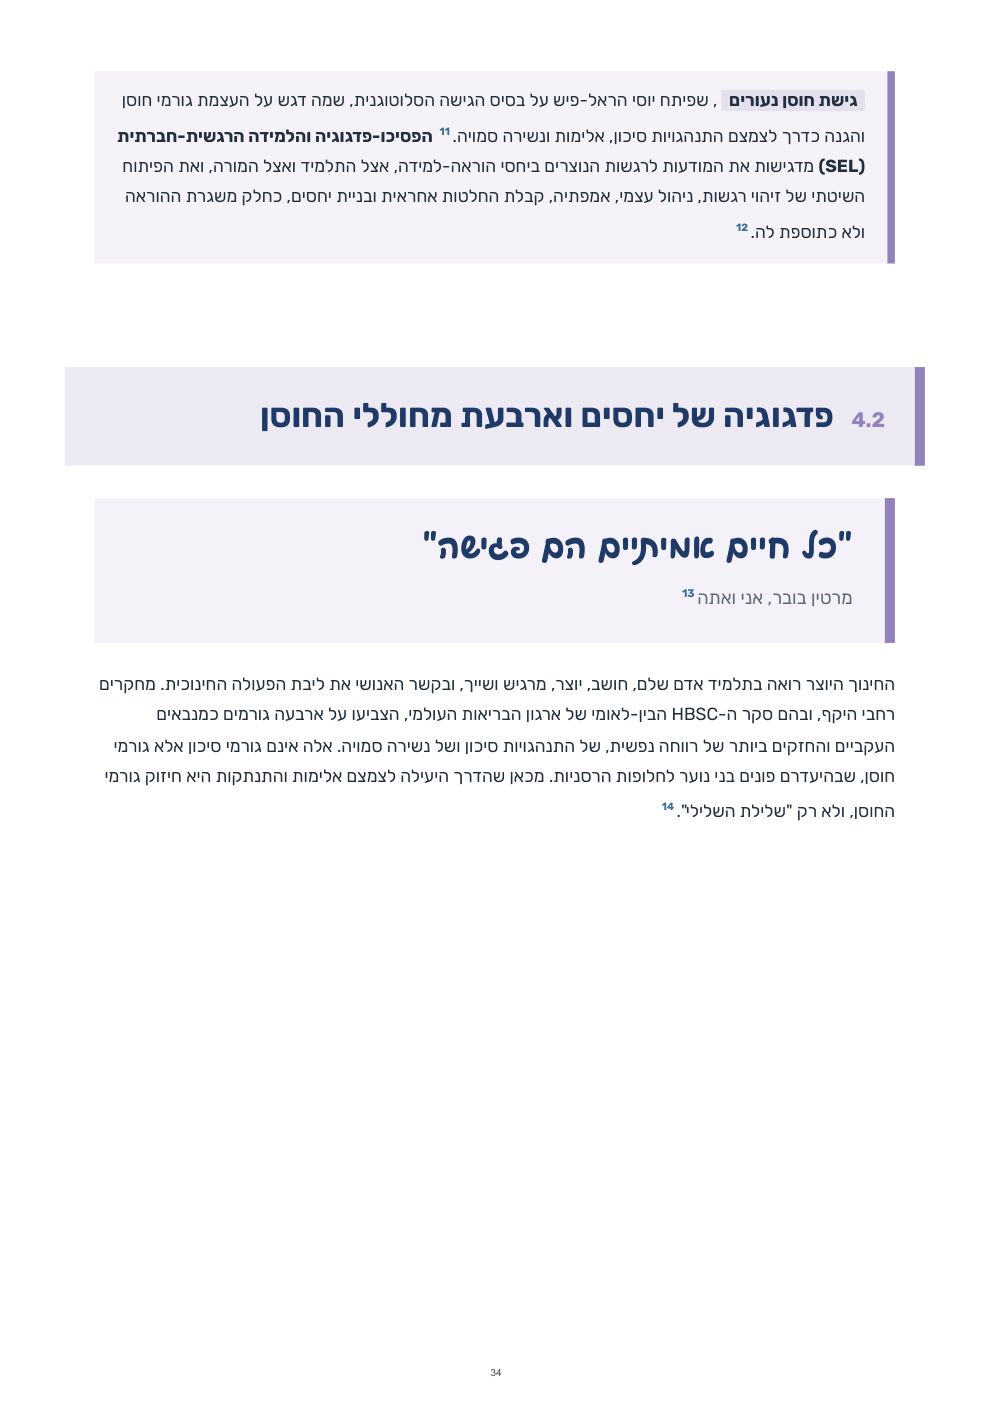 גישת חוסן נעורים , שפיתח יוסי הראל-פיש על בסיס הגישה הסלוטוגנית, שמה דגש על העצמת גורמי חוסן
והגנה כדרך לצמצם התנהגויות סיכון, אלימות ונשירה סמויה. 11 הפסיכו-פדגוגיה והלמידה הרגשית-חברתית
(SEL) מדגישות את המודעות לרגשות הנוצרים ביחסי הוראה-למידה, אצל התלמיד ואצל המורה, ואת הפיתוח
השיטתי של זיהוי רגשות, ניהול עצמי, אמפתיה, קבלת החלטות אחראית ובניית יחסים, כחלק משגרת ההוראה
ולא כתוספת לה. 12
4.2 פדגוגיה של יחסים וארבעת מחוללי החוסן
"כל חיים אמיתיים הם פגישה"
מרטין בובר, אני ואתה 13
החינוך היוצר רואה בתלמיד אדם שלם, חושב, יוצר, מרגיש ושייך, ובקשר האנושי את ליבת הפעולה החינוכית. מחקרים
רחבי היקף, ובהם סקר ה-HBSC הבין-לאומי של ארגון הבריאות העולמי, הצביעו על ארבעה גורמים כמנבאים
העקביים והחזקים ביותר של רווחה נפשית, של התנהגויות סיכון ושל נשירה סמויה. אלה אינם גורמי סיכון אלא גורמי
חוסן, שבהיעדרם פונים בני נוער לחלופות הרסניות. מכאן שהדרך היעילה לצמצם אלימות והתנתקות היא חיזוק גורמי
החוסן, ולא רק "שלילת השלילי". 14
34